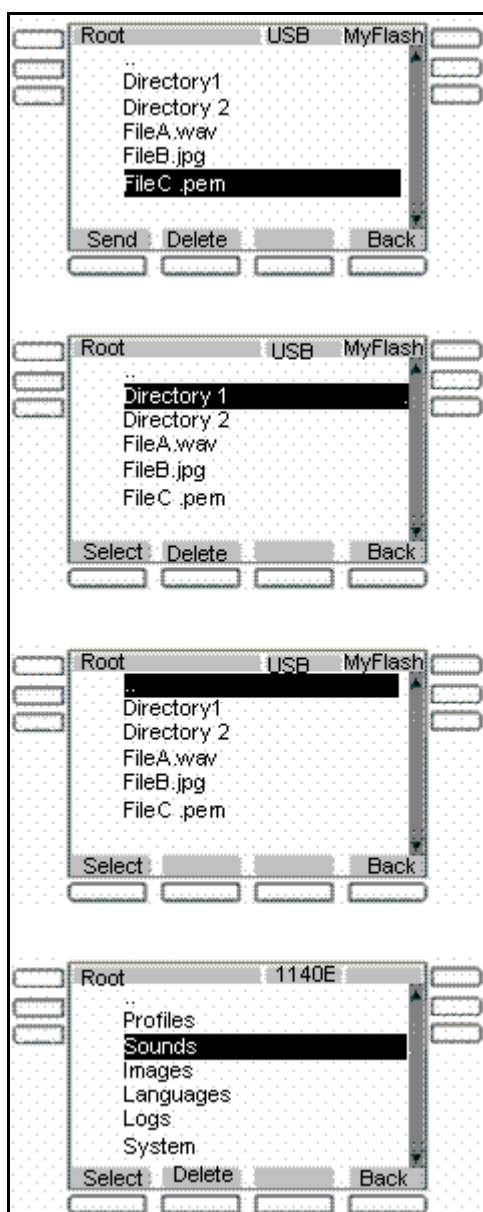 Root USB MyFlash
..
Directory1
Directory 2
FileA.wav
FileB.jpg
FileC .pem
Send Delete Back
Root USB MyFlash
..
Directory 1
Directory 2
FileA.wav
FileB.jpg
FileC .pem
Select Delete Back
Root USB MyFlash
..
Directory1
Directory 2
FileA.wav
FileB.jpg
FileC .pem
Select Back
Root 1140E
..
Profiles
Sounds
Images
Languages
Logs
System
Select Delete Back